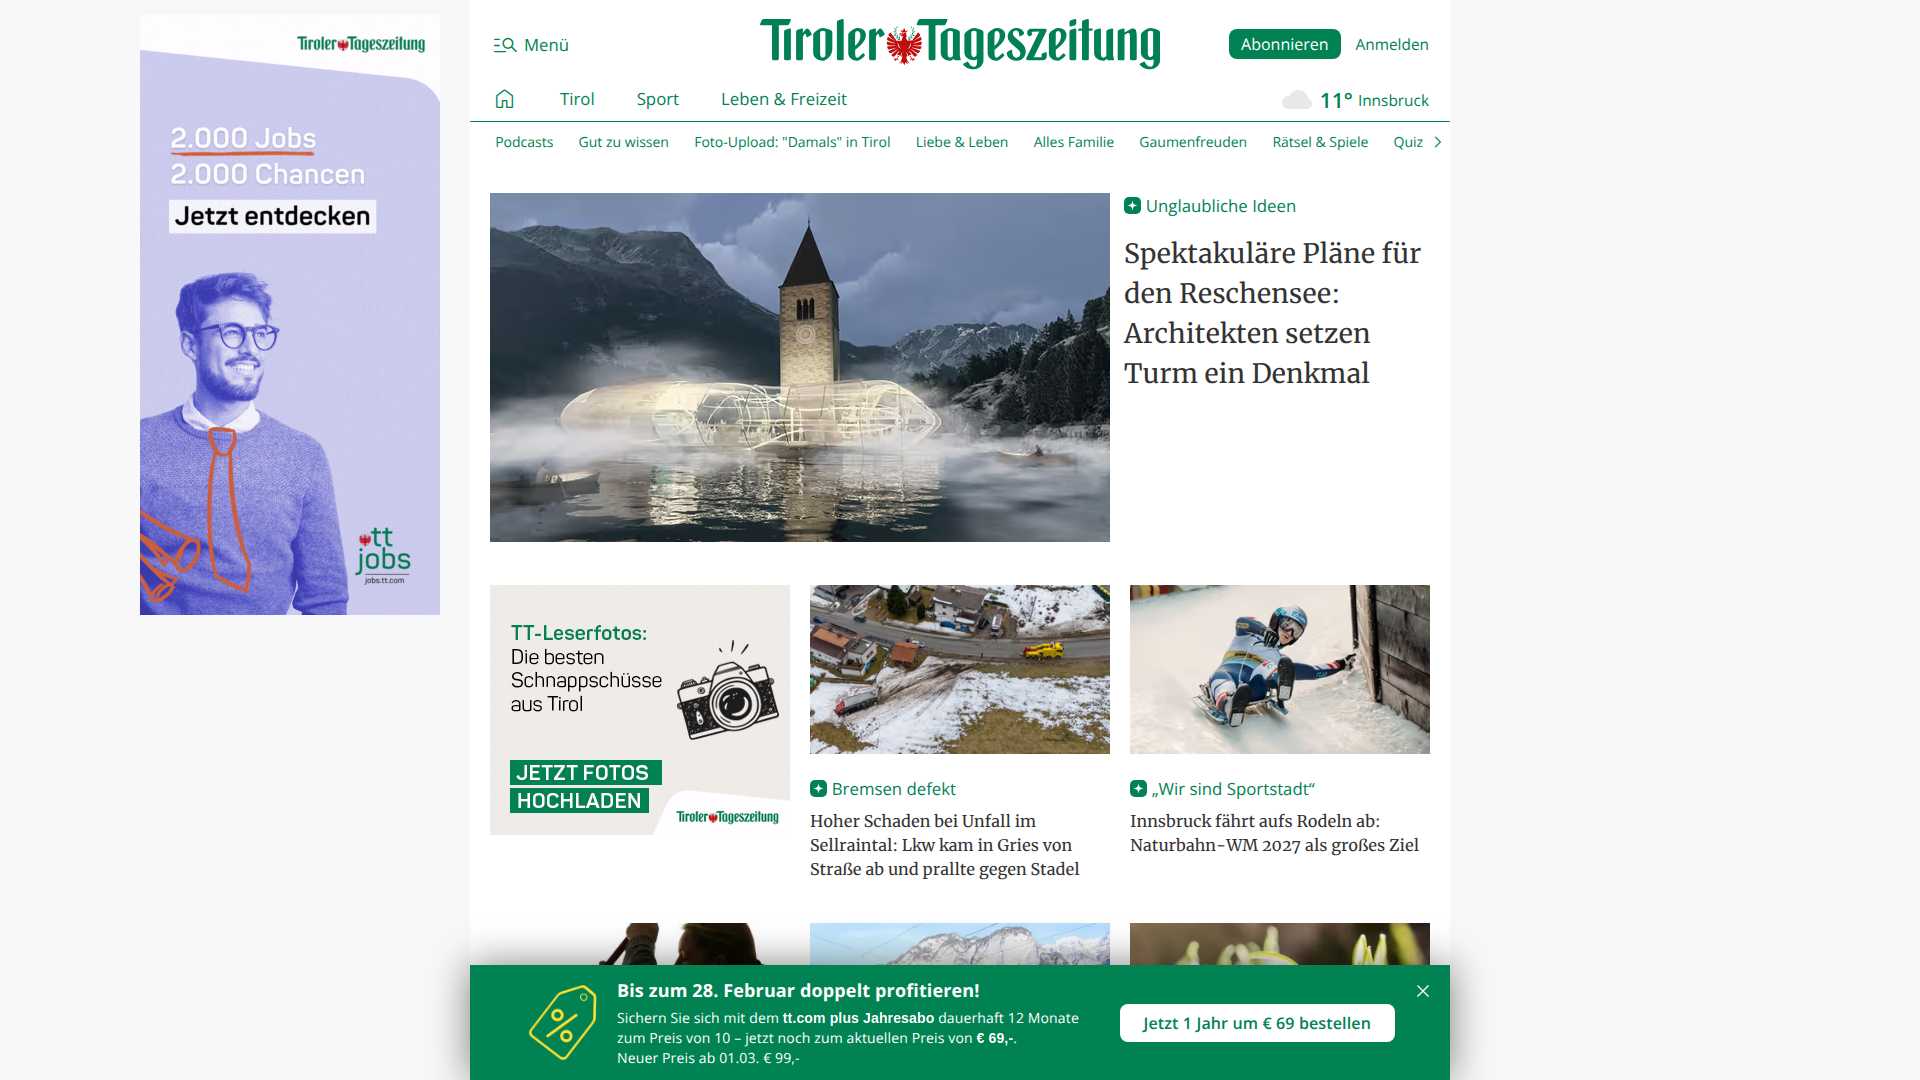 Tiroler Tageszeitung
2.000 Jobs
2.000 Chancen
Jetzt entdecken
tt
jobs
jobs.tt.com
Menü
Tiroler Tageszeitung
Abonnieren
Anmelden
Tirol
Sport
Leben & Freizeit
11° Innsbruck
Podcasts
Gut zu wissen
Foto-Upload: "Damals" in Tirol
Liebe & Leben
Alles Familie
Gaumenfreuden
Rätsel & Spiele
Quiz
Unglaubliche Ideen
Spektakuläre Pläne für
den Reschensee:
Architekten setzen
Turm ein Denkmal
TT-Leserfotos:
Die besten
Schnappschüsse
aus Tirol
JETZT FOTOS
HOCHLADEN
Tiroler Tageszeitung
Bremsen defekt
Hoher Schaden bei Unfall im
Sellraintal: Lkw kam in Gries von
Straße ab und prallte gegen Stadel
„Wir sind Sportstadt“
Innsbruck fährt aufs Rodeln ab:
Naturbahn-WM 2027 als großes Ziel
Bis zum 28. Februar doppelt profitieren!
Sichern Sie sich mit dem tt.com plus Jahresabo dauerhaft 12 Monate
zum Preis von 10 – jetzt noch zum aktuellen Preis von € 69,-.
Neuer Preis ab 01.03. € 99,-
Jetzt 1 Jahr um € 69 bestellen